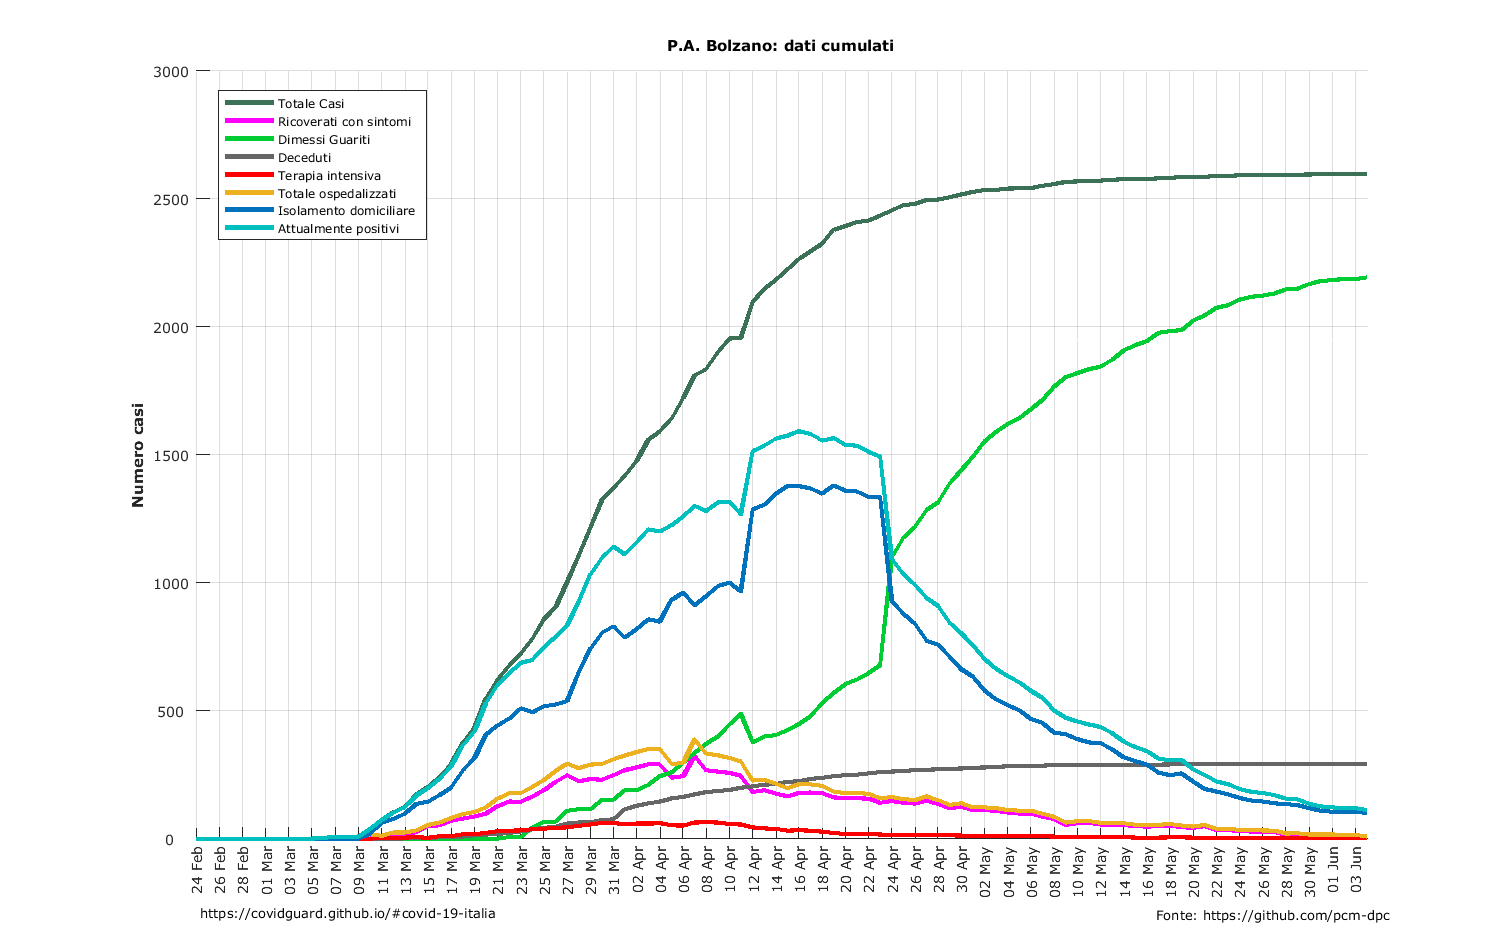 P.A. Bolzano: dati cumulati
Numero casi
3000
2500
2000
1500
1000
500
0
Totale Casi
Ricoverati con sintomi
Dimessi Guariti
Deceduti
Terapia intensiva
Totale ospedalizzati
Isolamento domiciliare
Attualmente positivi
24 Feb
26 Feb
28 Feb
01 Mar
03 Mar
05 Mar
07 Mar
09 Mar
11 Mar
13 Mar
15 Mar
17 Mar
19 Mar
21 Mar
23 Mar
25 Mar
27 Mar
29 Mar
31 Mar
02 Apr
04 Apr
06 Apr
08 Apr
10 Apr
12 Apr
14 Apr
16 Apr
18 Apr
20 Apr
22 Apr
24 Apr
26 Apr
28 Apr
30 Apr
02 May
04 May
06 May
08 May
10 May
12 May
14 May
16 May
18 May
20 May
22 May
24 May
26 May
28 May
30 May
01 Jun
03 Jun
https://covidguard.github.io/#covid-19-italia
Fonte: https://github.com/pcm-dpc